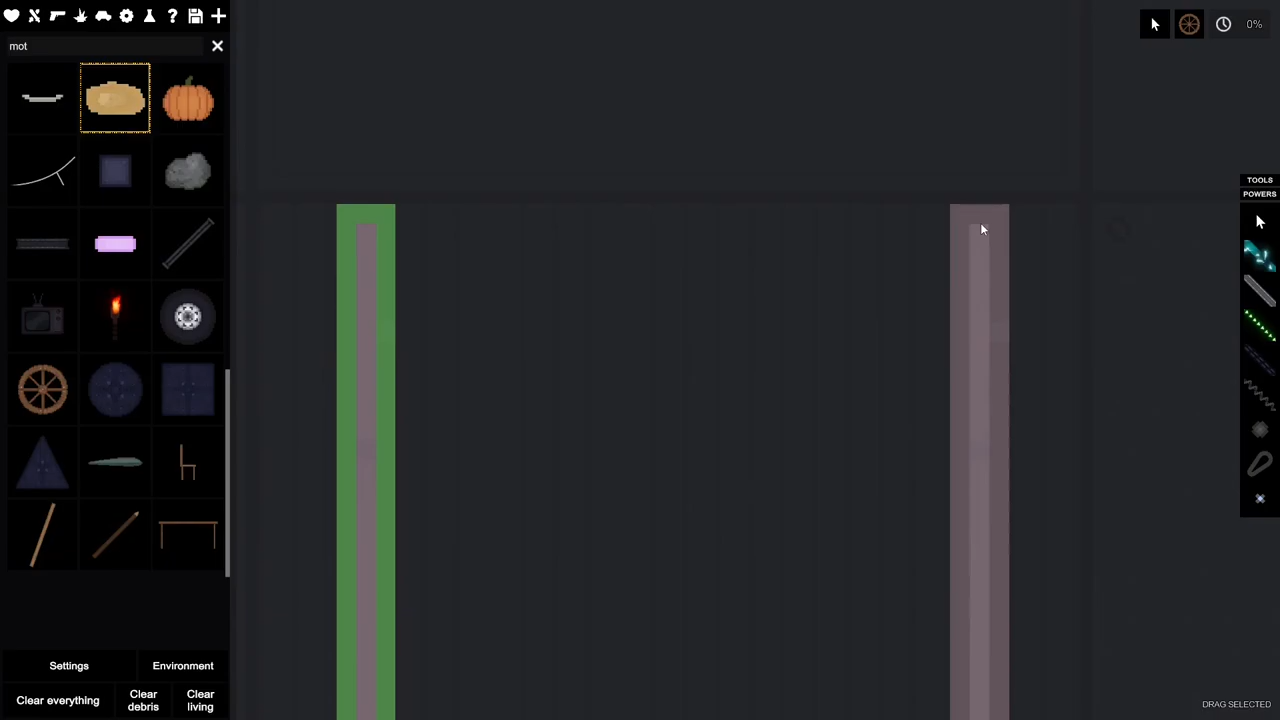 mot
0%
TOOLS
POWERS
Settings
Environment
Clear everything
Clear debris
Clear living
DRAG SELECTED